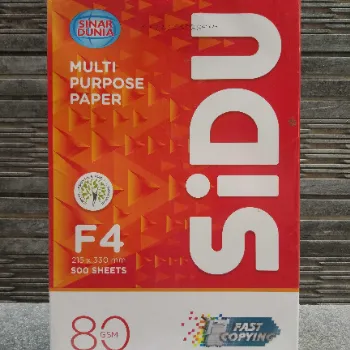 SINAR
DUNIA
MULTI
PURPOSE
PAPER
SiDU
F4
215 x 330 mm
500 SHEETS
80 GSM
FAST
COPYING